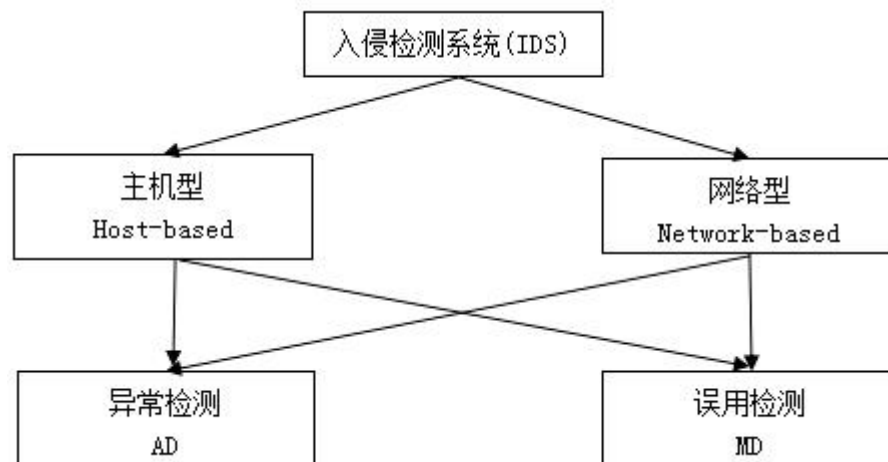 入侵检测系统(IDS)
主机型
Host-based
网络型
Network-based
异常检测
AD
误用检测
MD